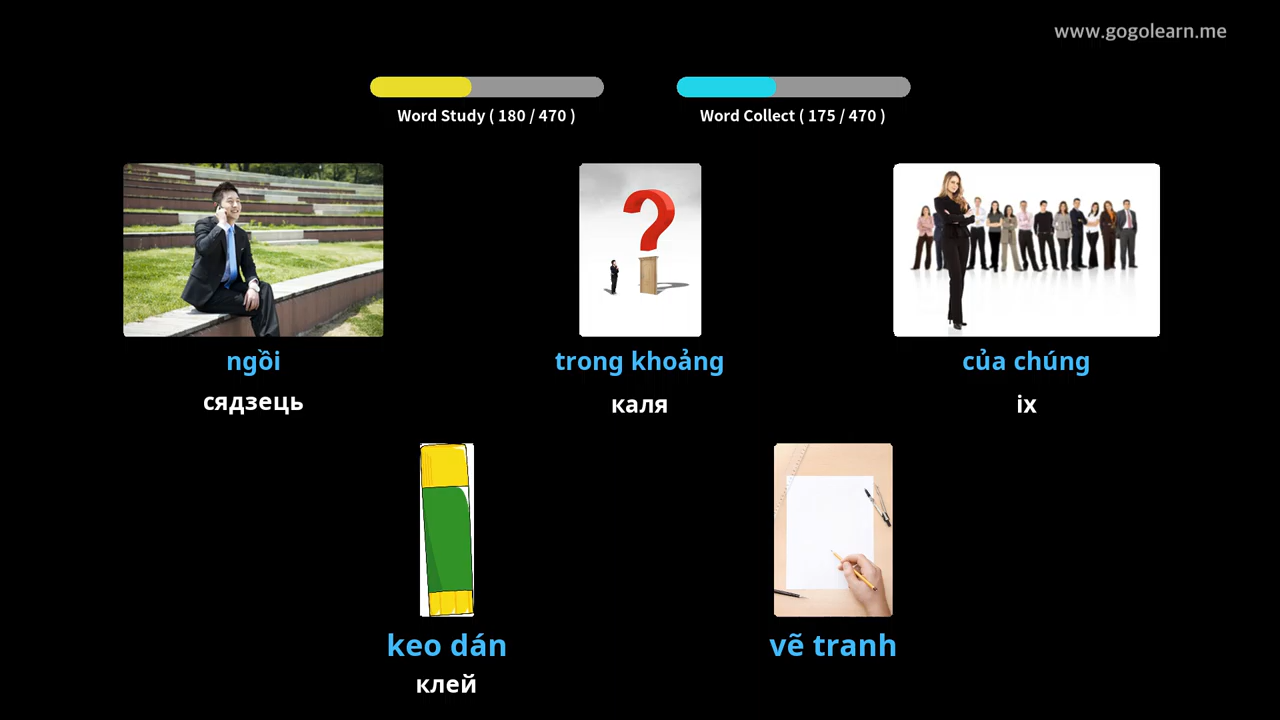 www.gogolearn.me
Word Study ( 180 / 470 )
Word Collect ( 175 / 470 )
ngồi
trong khoảng
của chúng
сядзець
каля
іх
keo dán
vẽ tranh
клей